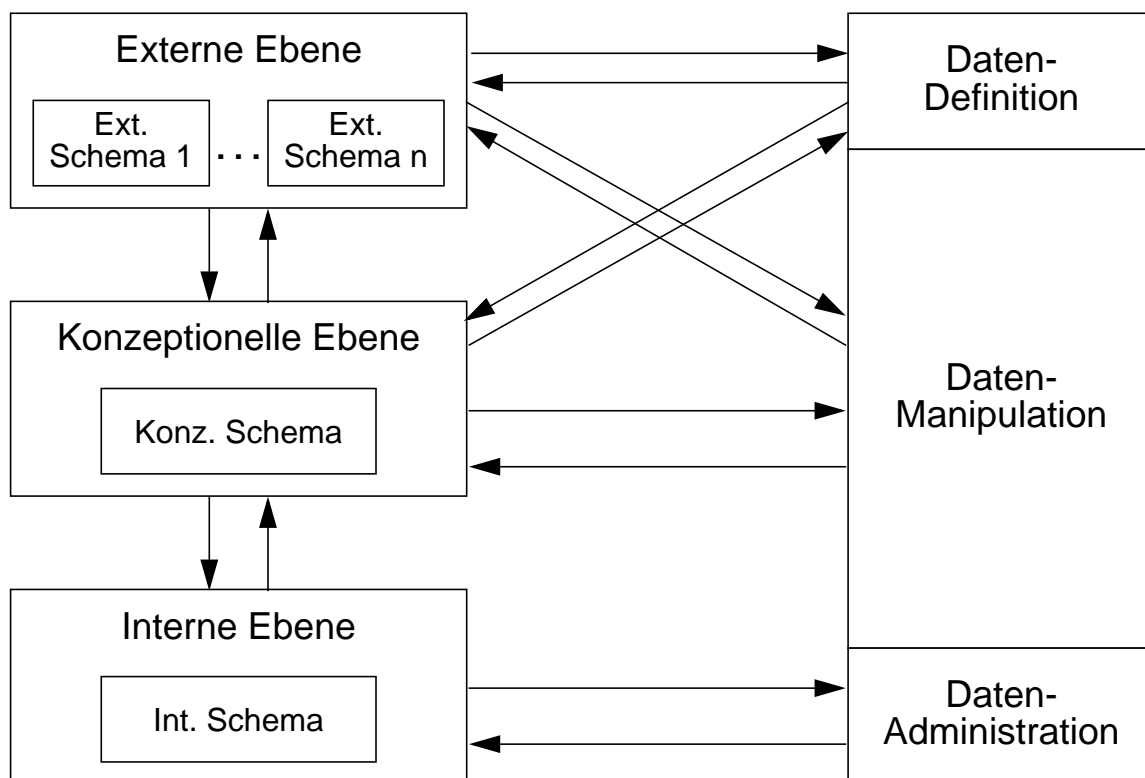 Externe Ebene
Ext.
Schema 1
. . .
Ext.
Schema n
Konzeptionelle Ebene
Konz. Schema
Interne Ebene
Int. Schema
Daten-
Definition
Daten-
Manipulation
Daten-
Administration